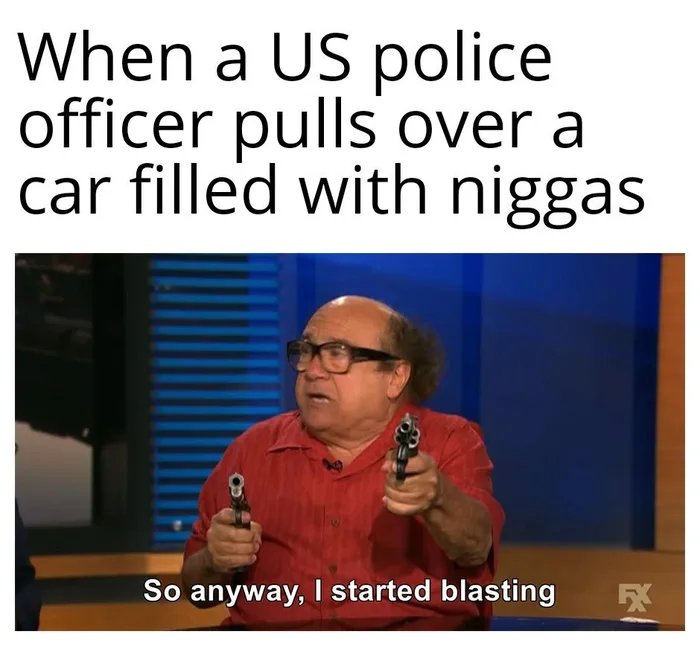 When a US police
officer pulls over a
car filled with niggas
So anyway, I started blasting
FX